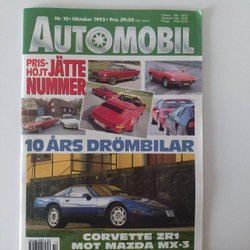 Nr 10 • Oktober 1992 • Pris 39:50
AUTOMOBIL
PRIS-
HÖJT
JÄTTE
NUMMER
10 ÅRS DRÖMBILAR
CORVETTE ZR1
MOT MAZDA MX-3